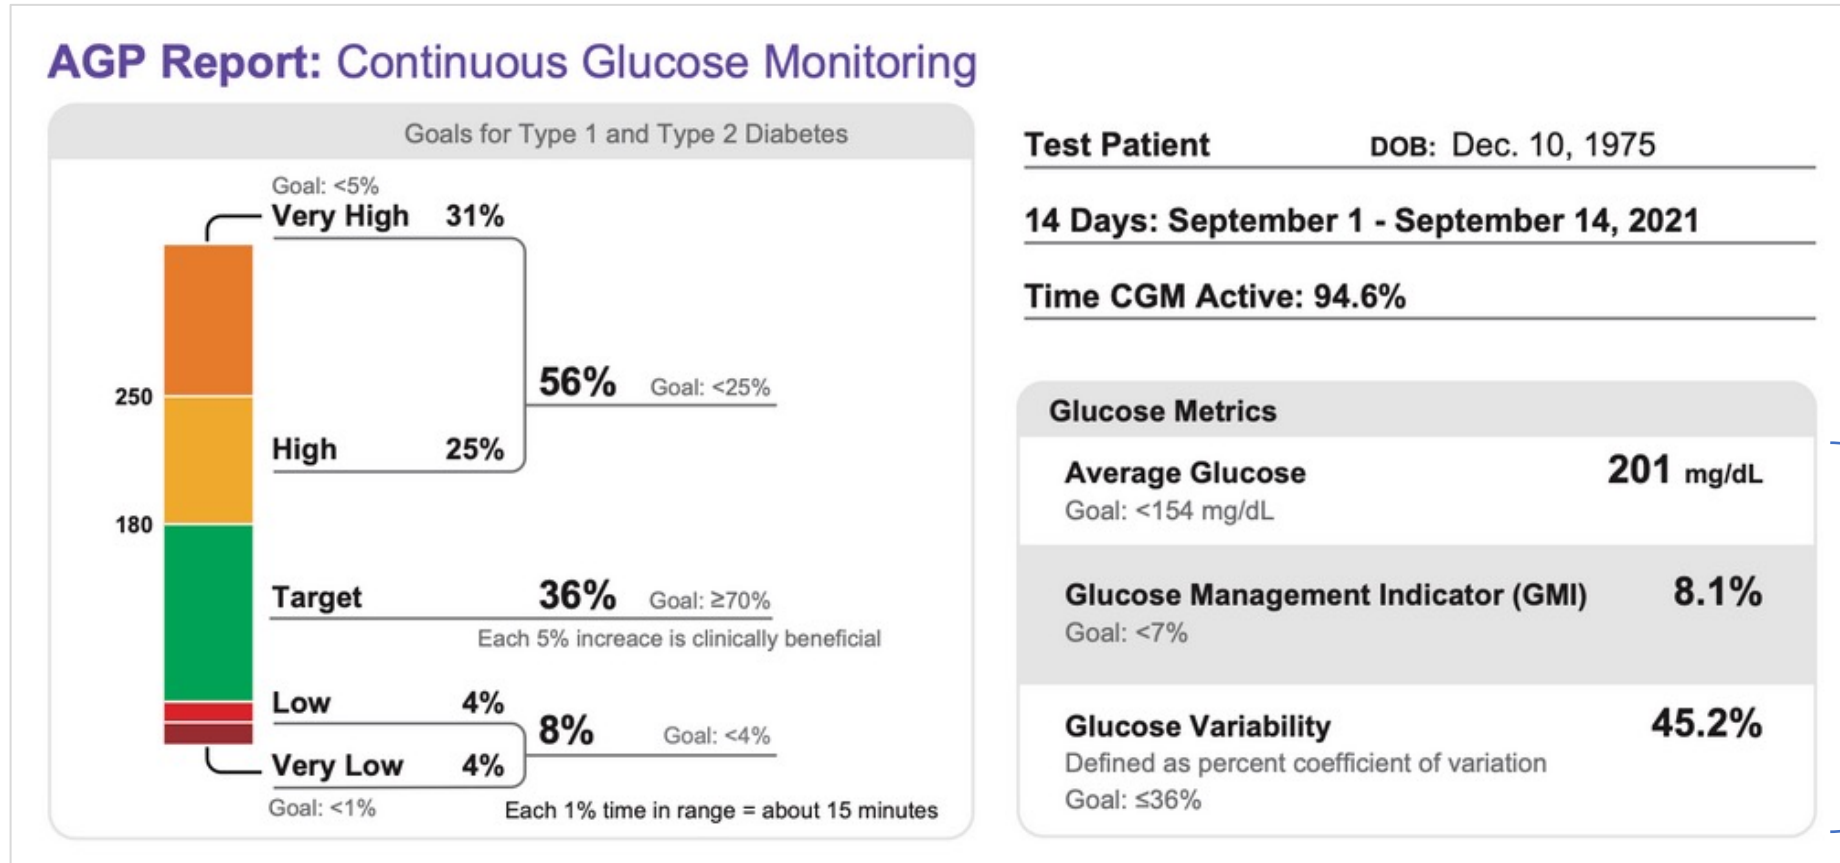 AGP Report: Continuous Glucose Monitoring
Goals for Type 1 and Type 2 Diabetes
Goal: <5%
Very High 31%
56% Goal: <25%
250
High 25%
180
Target 36% Goal: ≥70%
Each 5% increace is clinically beneficial
Low 4%
8% Goal: <4%
Very Low 4%
Goal: <1%
Each 1% time in range = about 15 minutes
Test Patient DOB: Dec. 10, 1975
14 Days: September 1 - September 14, 2021
Time CGM Active: 94.6%
Glucose Metrics
Average Glucose 201 mg/dL
Goal: <154 mg/dL
Glucose Management Indicator (GMI) 8.1%
Goal: <7%
Glucose Variability 45.2%
Defined as percent coefficient of variation
Goal: ≤36%